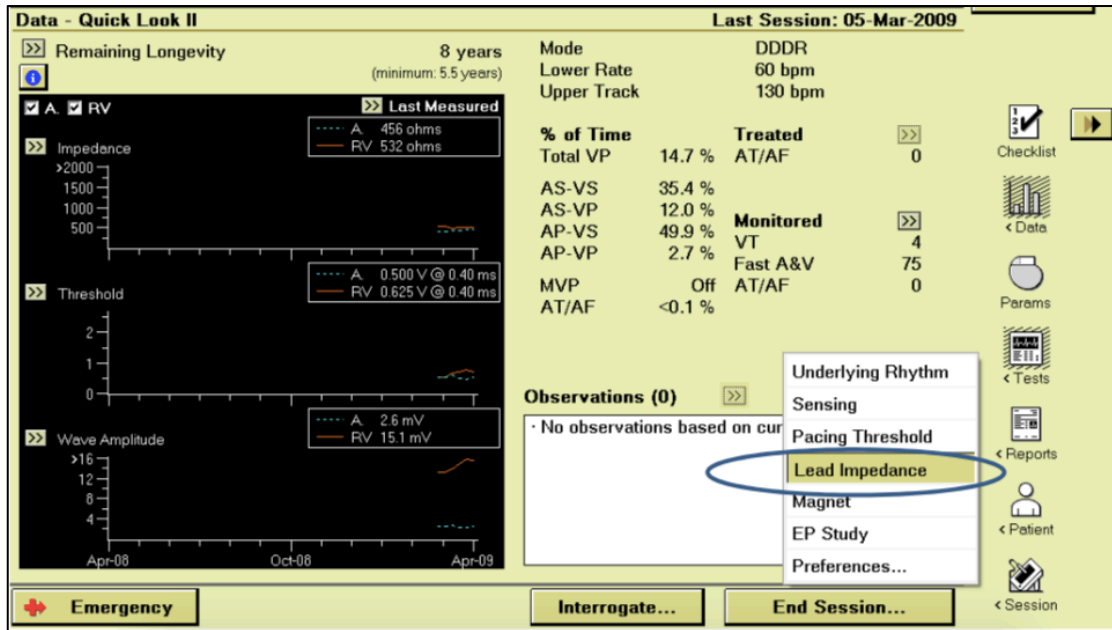 Data - Quick Look II
Last Session: 05-Mar-2009
>> Remaining Longevity 8 years
(minimum: 5.5 years)
A. RV >> Last Measured
A. 456 ohms
RV 532 ohms
>> Impedance
>2000
1500
1000
500
A. 0.500 V @ 0.40 ms
RV 0.625 V @ 0.40 ms
>> Threshold
2
1
0
A. 2.6 mV
RV 15.1 mV
>> Wave Amplitude
>16
12
8
4
Apr-08 Oct-08 Apr-09
Mode DDDR
Lower Rate 60 bpm
Upper Track 130 bpm
% of Time
Total VP 14.7 %
AS-VS 35.4 %
AS-VP 12.0 %
AP-VS 49.9 %
AP-VP 2.7 %
MVP Off
AT/AF <0.1 %
Treated >>
AT/AF 0
Monitored >>
VT 4
Fast A&V 75
AT/AF 0
Observations (0) >>
· No observations based on cur
Underlying Rhythm
Sensing
Pacing Threshold
Lead Impedance
Magnet
EP Study
Preferences...
1
2
3
Checklist
< Data
Params
< Tests
< Reports
< Patient
< Session
Emergency
Interrogate...
End Session...